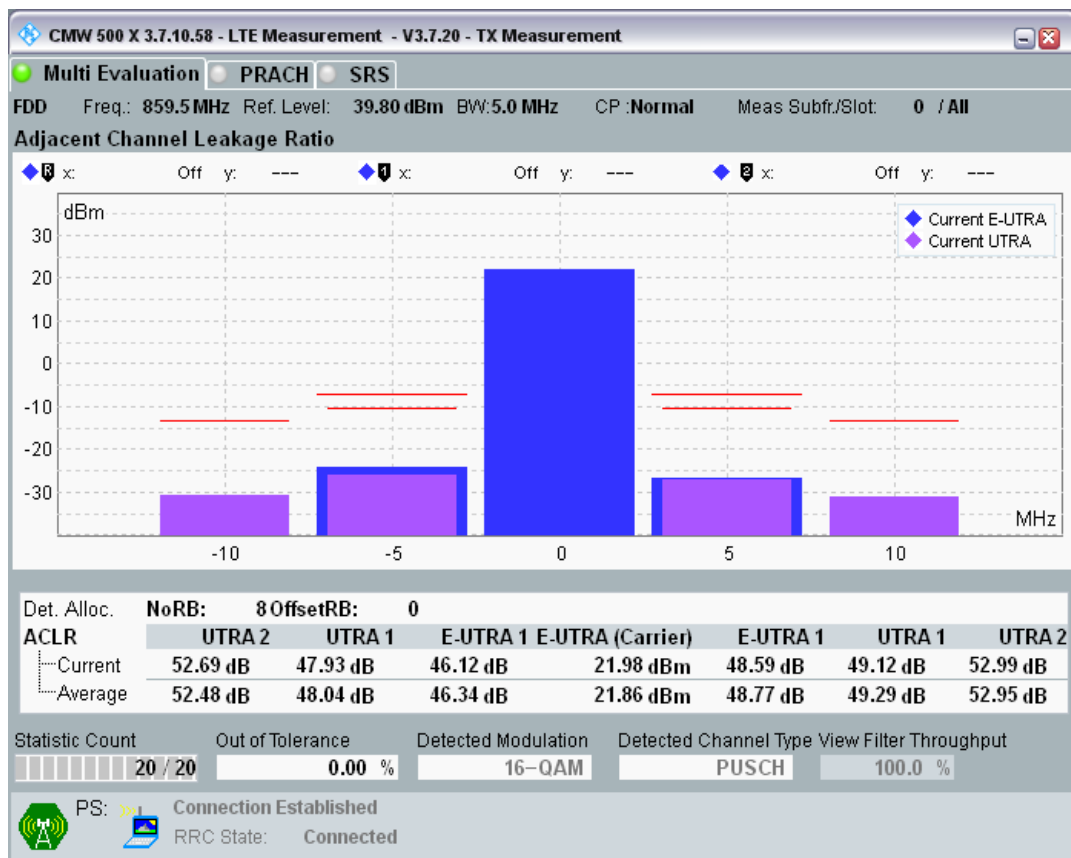 CMW 500 X 3.7.10.58 - LTE Measurement - V3.7.20 - TX Measurement
Multi Evaluation PRACH SRS
FDD Freq.: 859.5 MHz Ref. Level: 39.80 dBm BW:5.0 MHz CP :Normal Meas Subfr./Slot: 0 / All
Adjacent Channel Leakage Ratio
R x: Off y: --- 1 x: Off y: --- 2 x: Off y: ---
dBm
Current E-UTRA
Current UTRA
30
20
10
0
-10
-20
-30
MHz
-10 -5 0 5 10
Det. Alloc. NoRB: 8 OffsetRB: 0
ACLR UTRA 2 UTRA 1 E-UTRA 1 E-UTRA (Carrier) E-UTRA 1 UTRA 1 UTRA 2
Current 52.69 dB 47.93 dB 46.12 dB 21.98 dBm 48.59 dB 49.12 dB 52.99 dB
Average 52.48 dB 48.04 dB 46.34 dB 21.86 dBm 48.77 dB 49.29 dB 52.95 dB
Statistic Count Out of Tolerance Detected Modulation Detected Channel Type View Filter Throughput
20 / 20 0.00 % 16-QAM PUSCH 100.0 %
PS: Connection Established
RRC State: Connected